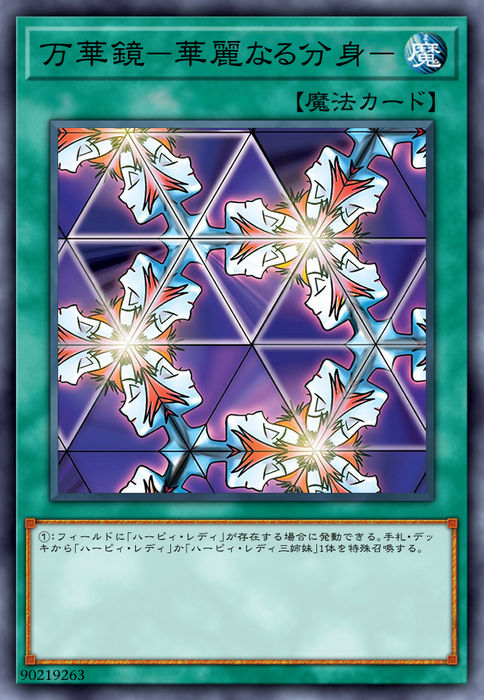 万華鏡－華麗なる分身－
魔
【魔法カード】
①：フィールドに「ハーピィ・レディ」が存在する場合に発動できる。手札・デッ
キから「ハーピィ・レディ」か「ハーピィ・レディ三姉妹」1体を特殊召喚する。
90219263